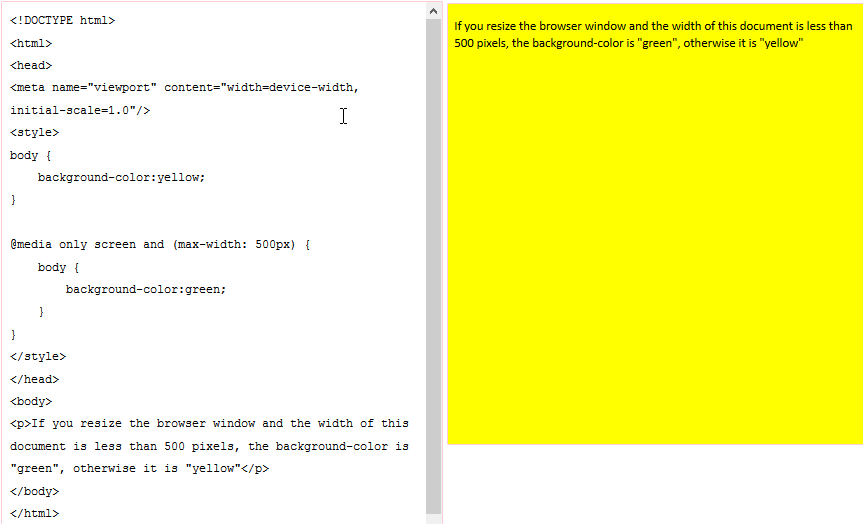 <!DOCTYPE html>
<html>
<head>
<meta name="viewport" content="width=device-width,
initial-scale=1.0"/>
<style>
body {
    background-color:yellow;
}

@media only screen and (max-width: 500px) {
    body {
        background-color:green;
    }
}
</style>
</head>
<body>
<p>If you resize the browser window and the width of this
document is less than 500 pixels, the background-color is
"green", otherwise it is "yellow"</p>
</body>
</html>
If you resize the browser window and the width of this document is less than
500 pixels, the background-color is "green", otherwise it is "yellow"